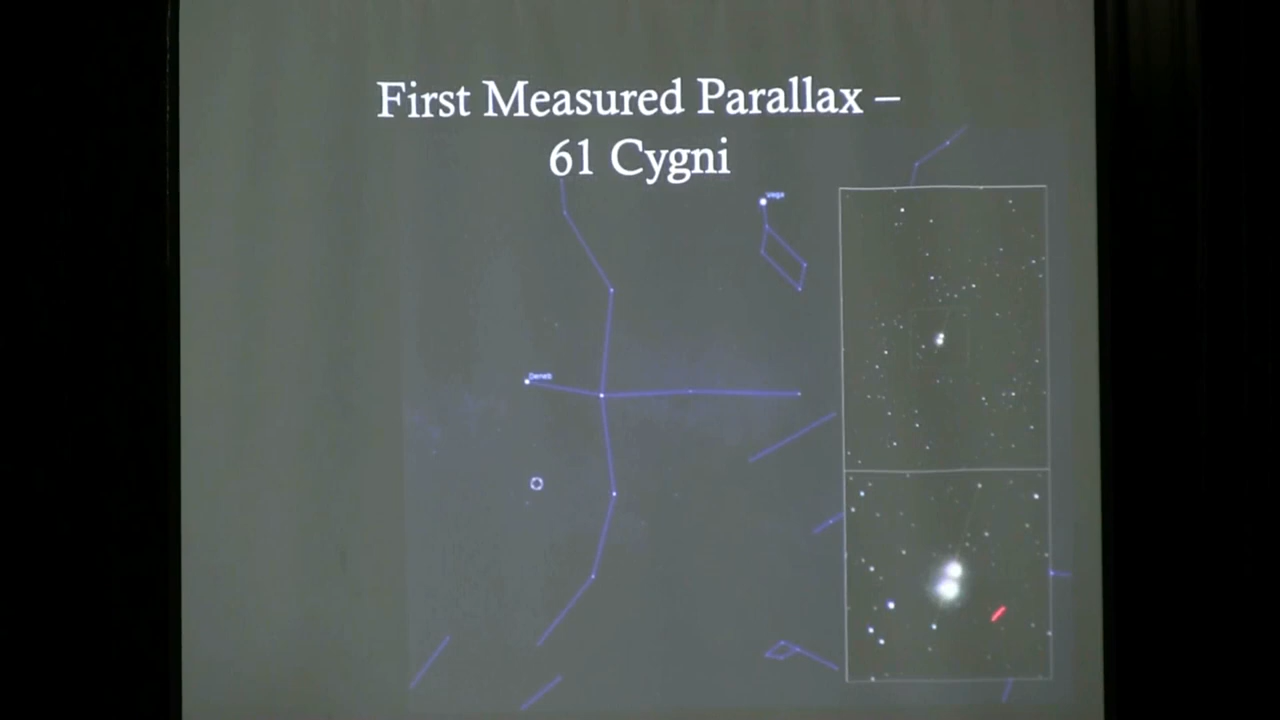 First Measured Parallax –
61 Cygni
Vega
Deneb